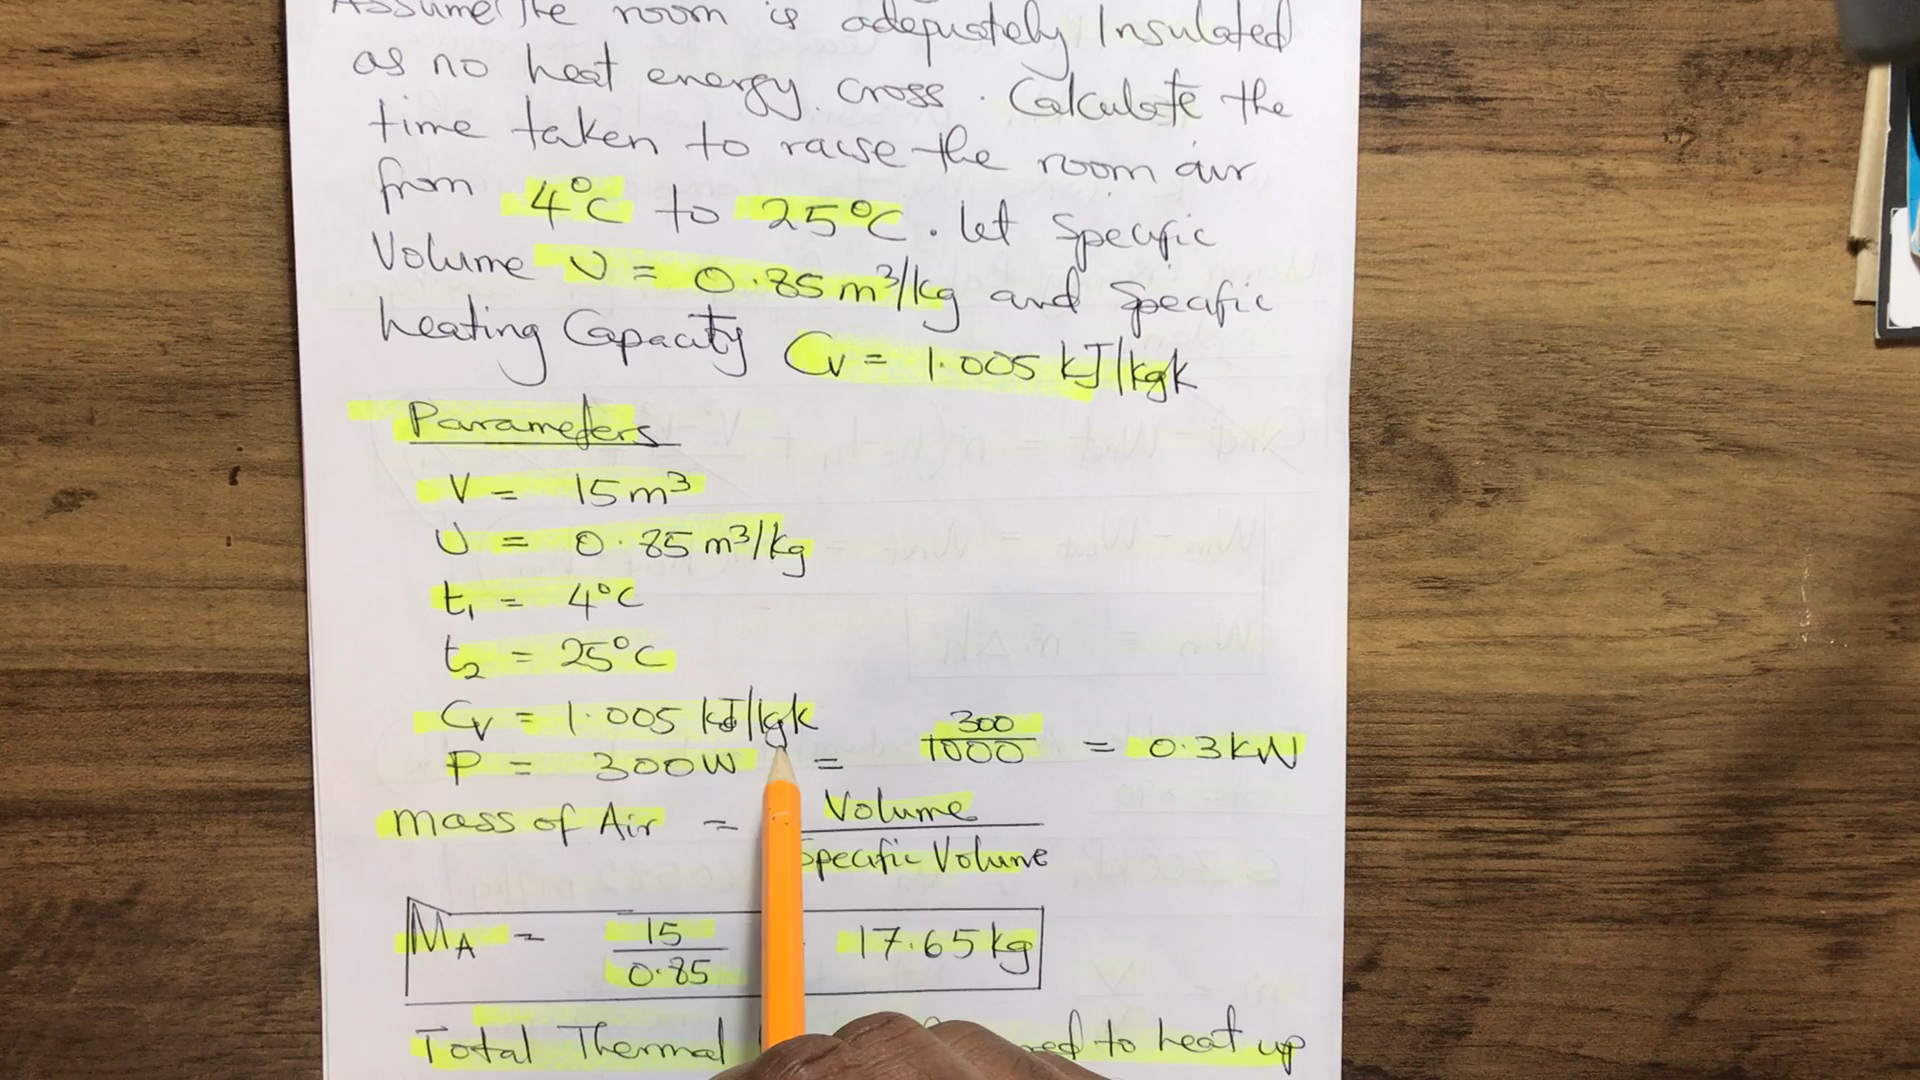 Assume the room is adequately Insulated
as no heat energy cross. Calculate the
time taken to raise the room air
from 4°C to 25°C. let Specific
Volume υ = 0.85 m³/kg and Specific
heating Capacity Cv = 1.005 kJ/kgk
Parameters
V = 15m³
υ = 0.85 m³/kg
t₁ = 4°C
t₂ = 25°C
Cv = 1.005 kJ/kgk
P = 300W = 300/1000 = 0.3kW
mass of Air = Volume/Specific Volume
MA = 15/0.85 17.65kg
Total Thermal to heat up